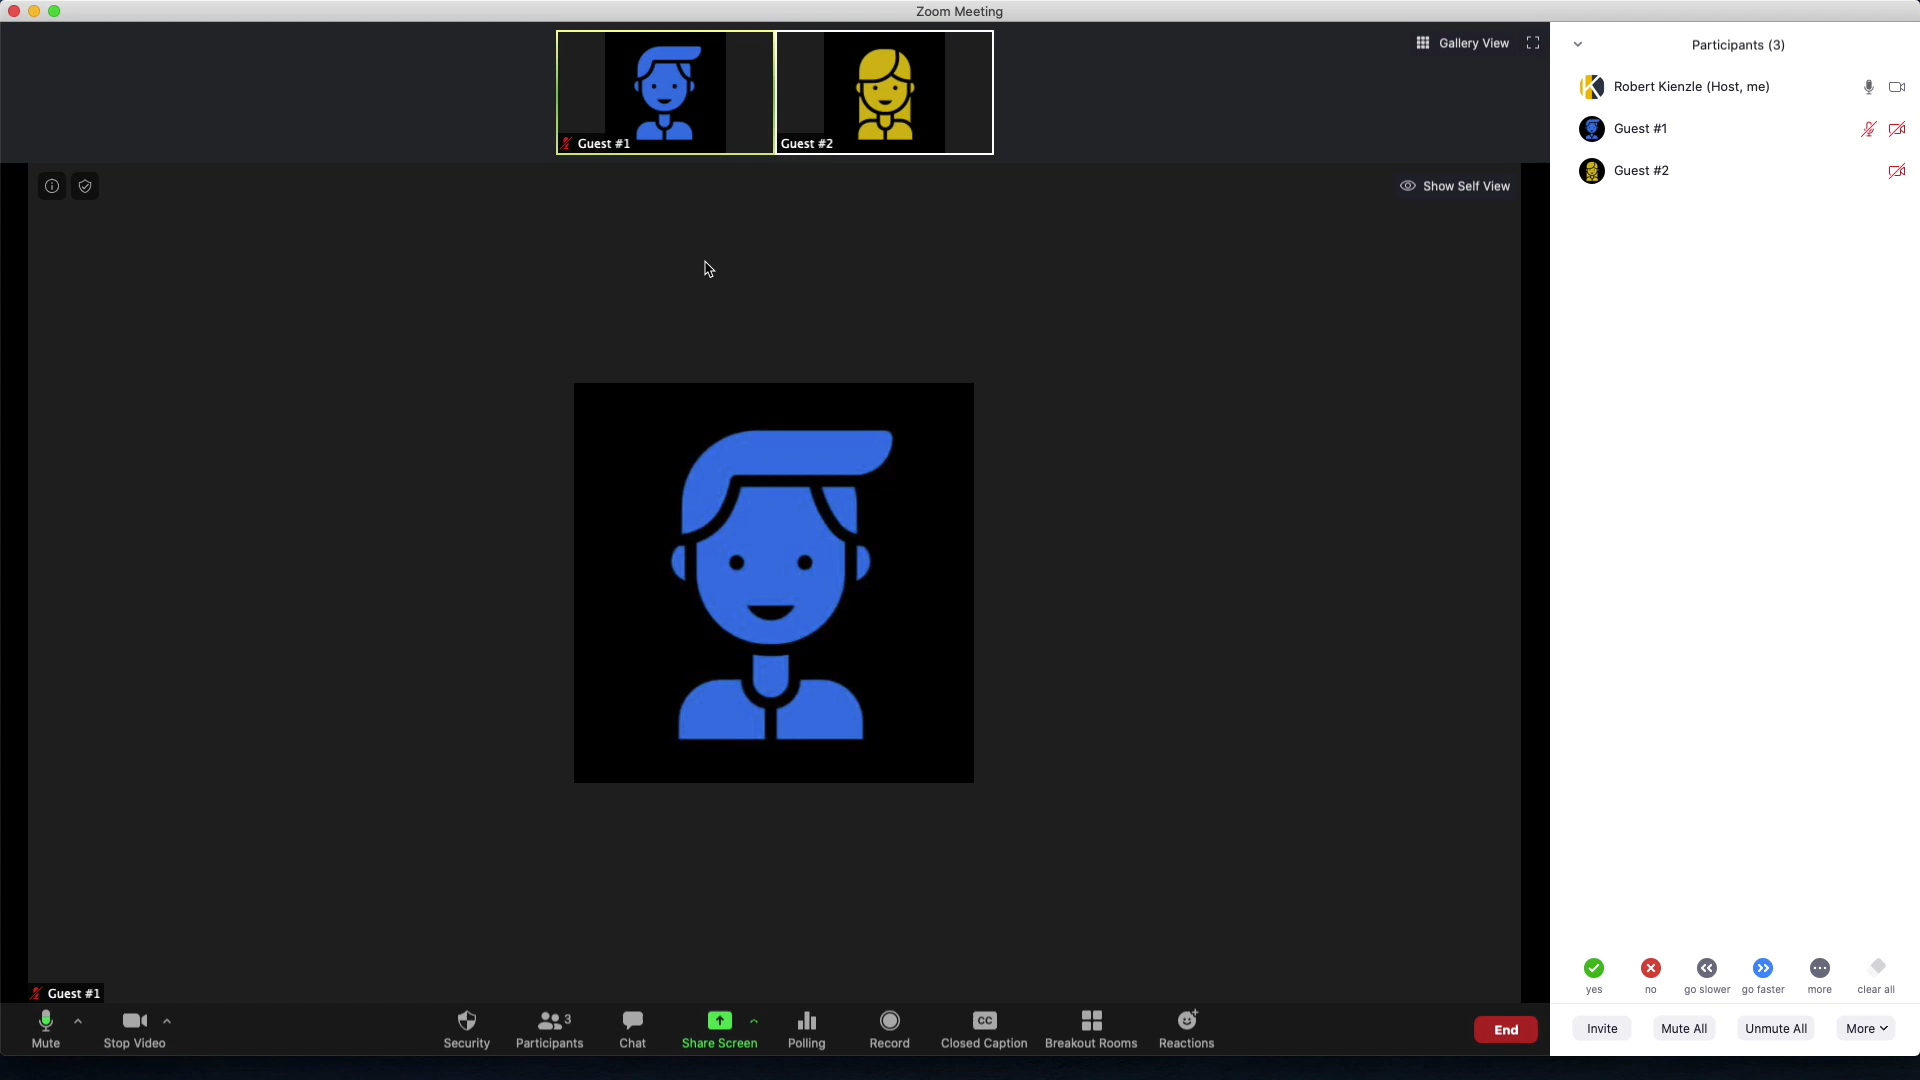 Zoom Meeting
Guest #1
Guest #2
Gallery View
Show Self View
Guest #1
Mute
Stop Video
Security
3
Participants
Chat
Share Screen
Polling
Record
CC
Closed Caption
Breakout Rooms
Reactions
End
Participants (3)
Robert Kienzle (Host, me)
Guest #1
Guest #2
yes
no
go slower
go faster
more
clear all
Invite
Mute All
Unmute All
More